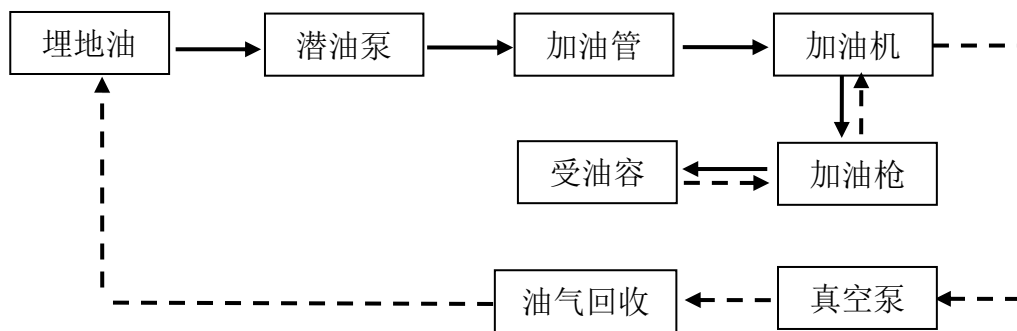 埋地油
潜油泵
加油管
加油机
受油容
加油枪
油气回收
真空泵